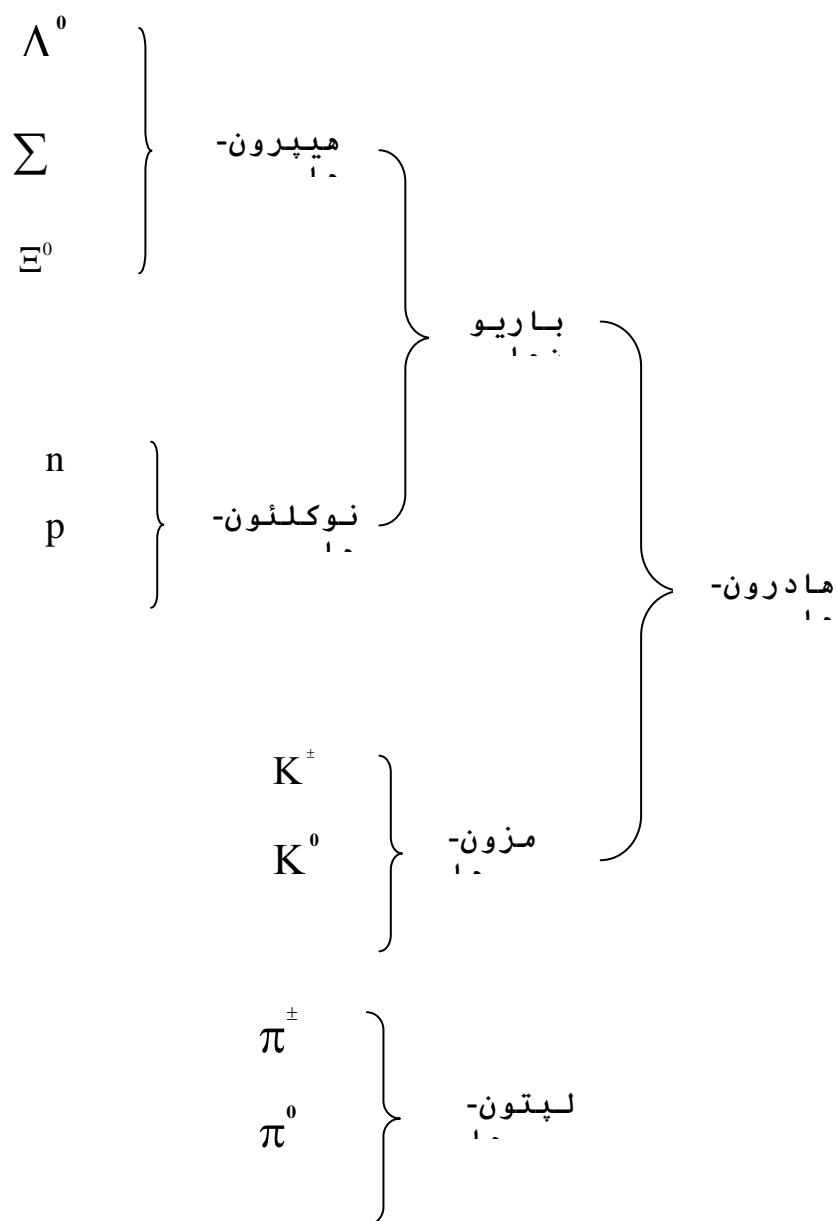 Λ⁰
هیپرون-
Σ
Ξ⁰
باریو
n
نوکلئون-
p
هادرون-
K±
مزون-
K⁰
π±
لپتون-
π⁰